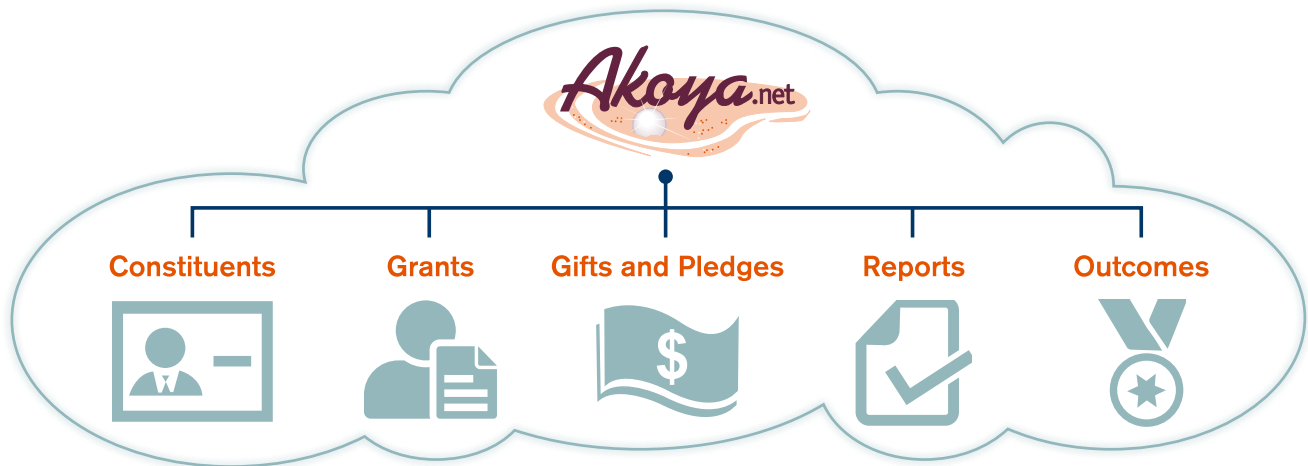 Akoya.net
Constituents
Grants
Gifts and Pledges
Reports
Outcomes
$